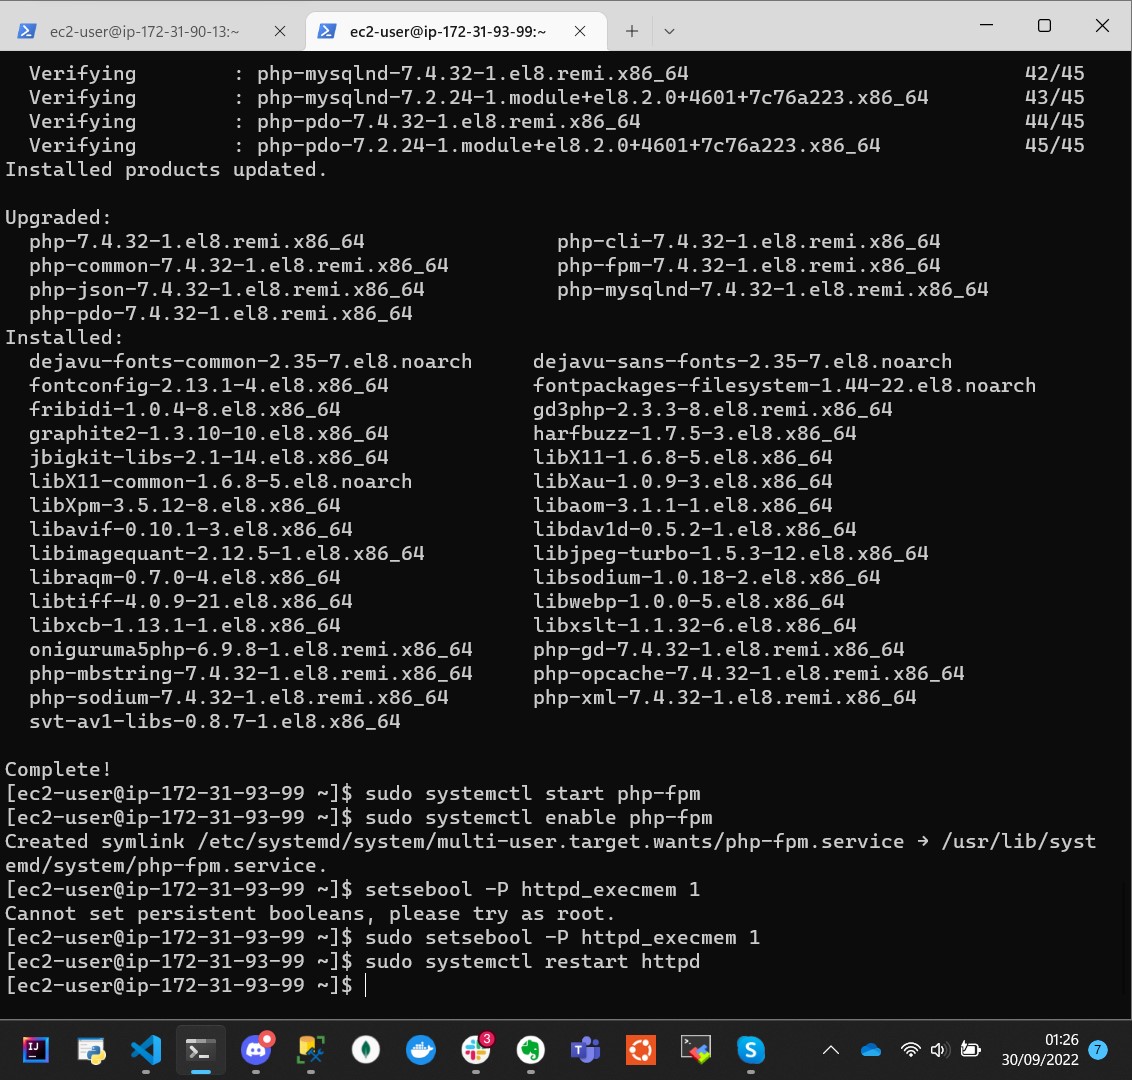 ec2-user@ip-172-31-90-13:~
ec2-user@ip-172-31-93-99:~
Verifying : php-mysqlnd-7.4.32-1.el8.remi.x86_64 42/45
Verifying : php-mysqlnd-7.2.24-1.module+el8.2.0+4601+7c76a223.x86_64 43/45
Verifying : php-pdo-7.4.32-1.el8.remi.x86_64 44/45
Verifying : php-pdo-7.2.24-1.module+el8.2.0+4601+7c76a223.x86_64 45/45
Installed products updated.
Upgraded:
php-7.4.32-1.el8.remi.x86_64 php-cli-7.4.32-1.el8.remi.x86_64
php-common-7.4.32-1.el8.remi.x86_64 php-fpm-7.4.32-1.el8.remi.x86_64
php-json-7.4.32-1.el8.remi.x86_64 php-mysqlnd-7.4.32-1.el8.remi.x86_64
php-pdo-7.4.32-1.el8.remi.x86_64
Installed:
dejavu-fonts-common-2.35-7.el8.noarch dejavu-sans-fonts-2.35-7.el8.noarch
fontconfig-2.13.1-4.el8.x86_64 fontpackages-filesystem-1.44-22.el8.noarch
fribidi-1.0.4-8.el8.x86_64 gd3php-2.3.3-8.el8.remi.x86_64
graphite2-1.3.10-10.el8.x86_64 harfbuzz-1.7.5-3.el8.x86_64
jbigkit-libs-2.1-14.el8.x86_64 libX11-1.6.8-5.el8.x86_64
libX11-common-1.6.8-5.el8.noarch libXau-1.0.9-3.el8.x86_64
libXpm-3.5.12-8.el8.x86_64 libaom-3.1.1-1.el8.x86_64
libavif-0.10.1-3.el8.x86_64 libdav1d-0.5.2-1.el8.x86_64
libimagequant-2.12.5-1.el8.x86_64 libjpeg-turbo-1.5.3-12.el8.x86_64
libraqm-0.7.0-4.el8.x86_64 libsodium-1.0.18-2.el8.x86_64
libtiff-4.0.9-21.el8.x86_64 libwebp-1.0.0-5.el8.x86_64
libxcb-1.13.1-1.el8.x86_64 libxslt-1.1.32-6.el8.x86_64
oniguruma5php-6.9.8-1.el8.remi.x86_64 php-gd-7.4.32-1.el8.remi.x86_64
php-mbstring-7.4.32-1.el8.remi.x86_64 php-opcache-7.4.32-1.el8.remi.x86_64
php-sodium-7.4.32-1.el8.remi.x86_64 php-xml-7.4.32-1.el8.remi.x86_64
svt-av1-libs-0.8.7-1.el8.x86_64
Complete!
[ec2-user@ip-172-31-93-99 ~]$ sudo systemctl start php-fpm
[ec2-user@ip-172-31-93-99 ~]$ sudo systemctl enable php-fpm
Created symlink /etc/systemd/system/multi-user.target.wants/php-fpm.service → /usr/lib/syst
emd/system/php-fpm.service.
[ec2-user@ip-172-31-93-99 ~]$ setsebool -P httpd_execmem 1
Cannot set persistent booleans, please try as root.
[ec2-user@ip-172-31-93-99 ~]$ sudo setsebool -P httpd_execmem 1
[ec2-user@ip-172-31-93-99 ~]$ sudo systemctl restart httpd
[ec2-user@ip-172-31-93-99 ~]$
IJ
3
S
01:26
30/09/2022
7